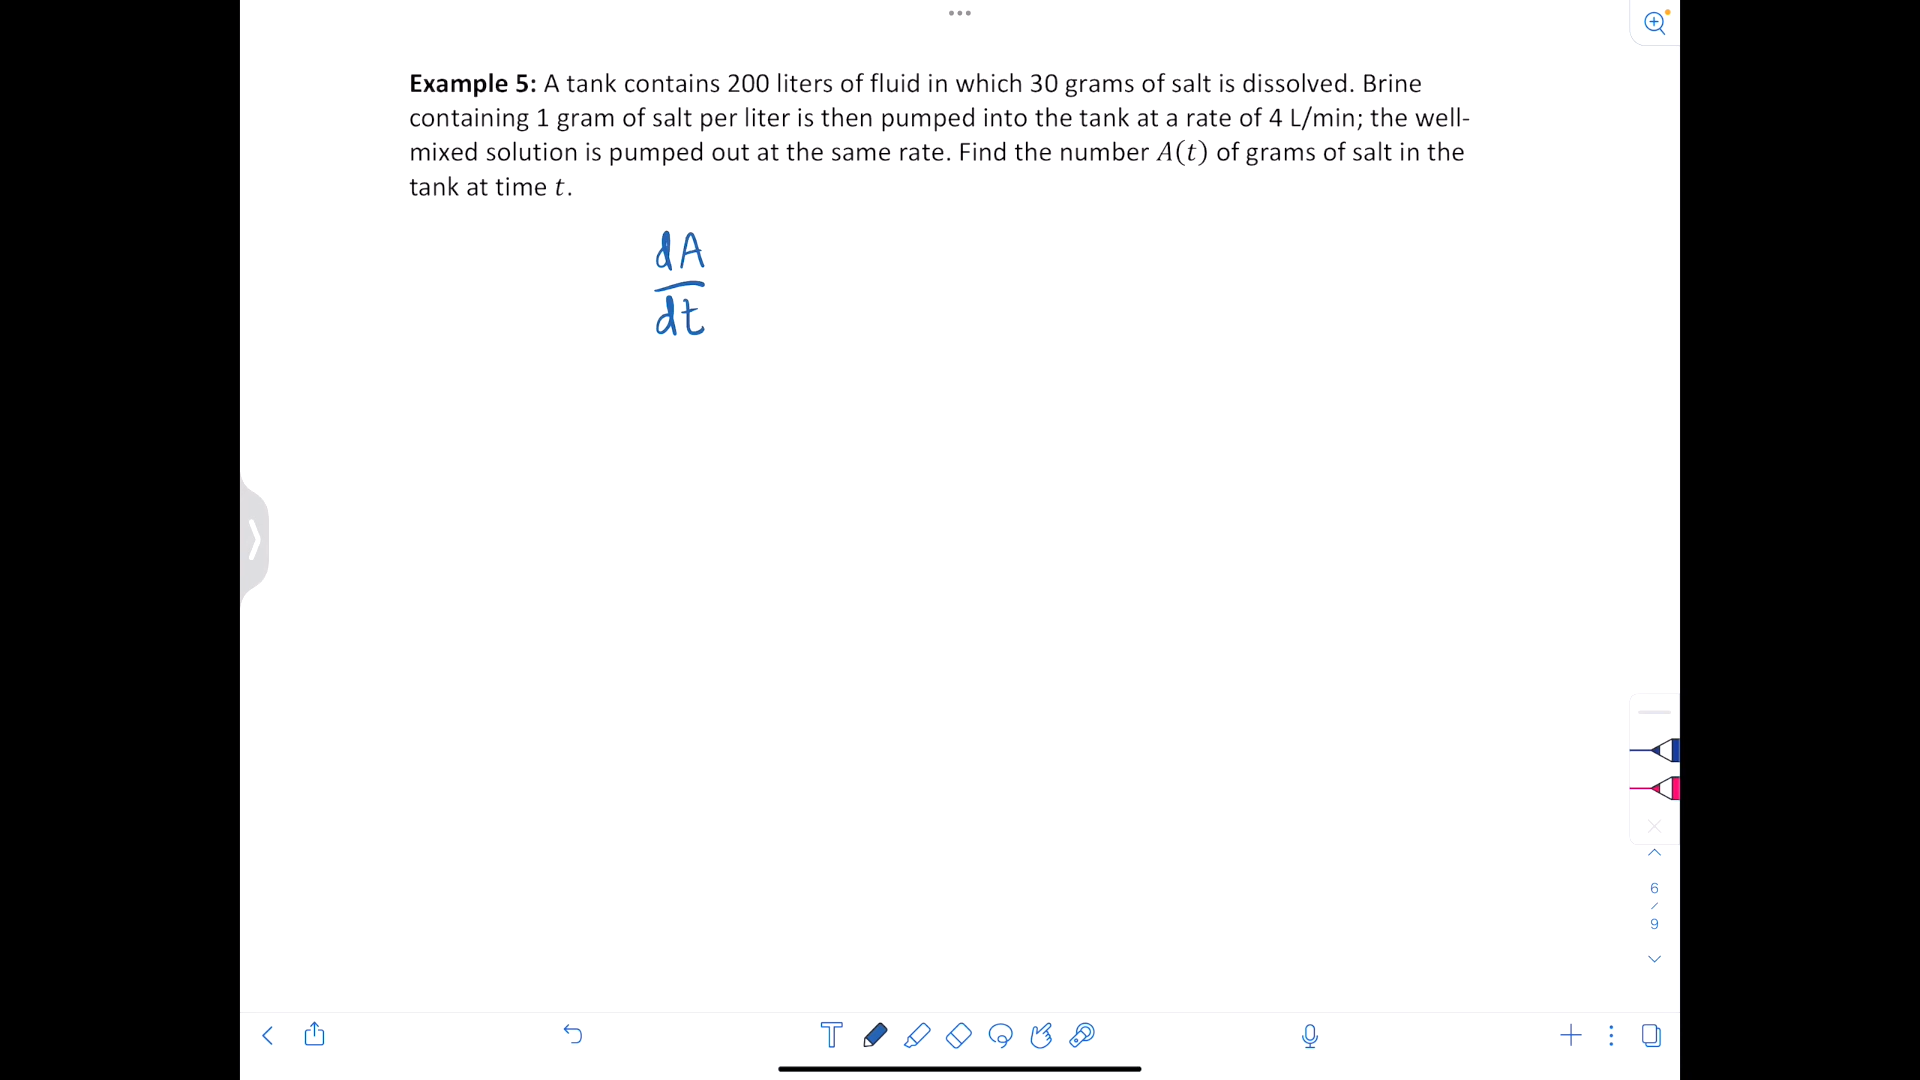 Example 5: A tank contains 200 liters of fluid in which 30 grams of salt is dissolved. Brine
containing 1 gram of salt per liter is then pumped into the tank at a rate of 4 L/min; the well-
mixed solution is pumped out at the same rate. Find the number A(t) of grams of salt in the
tank at time t.
dA
dt
6
/
9